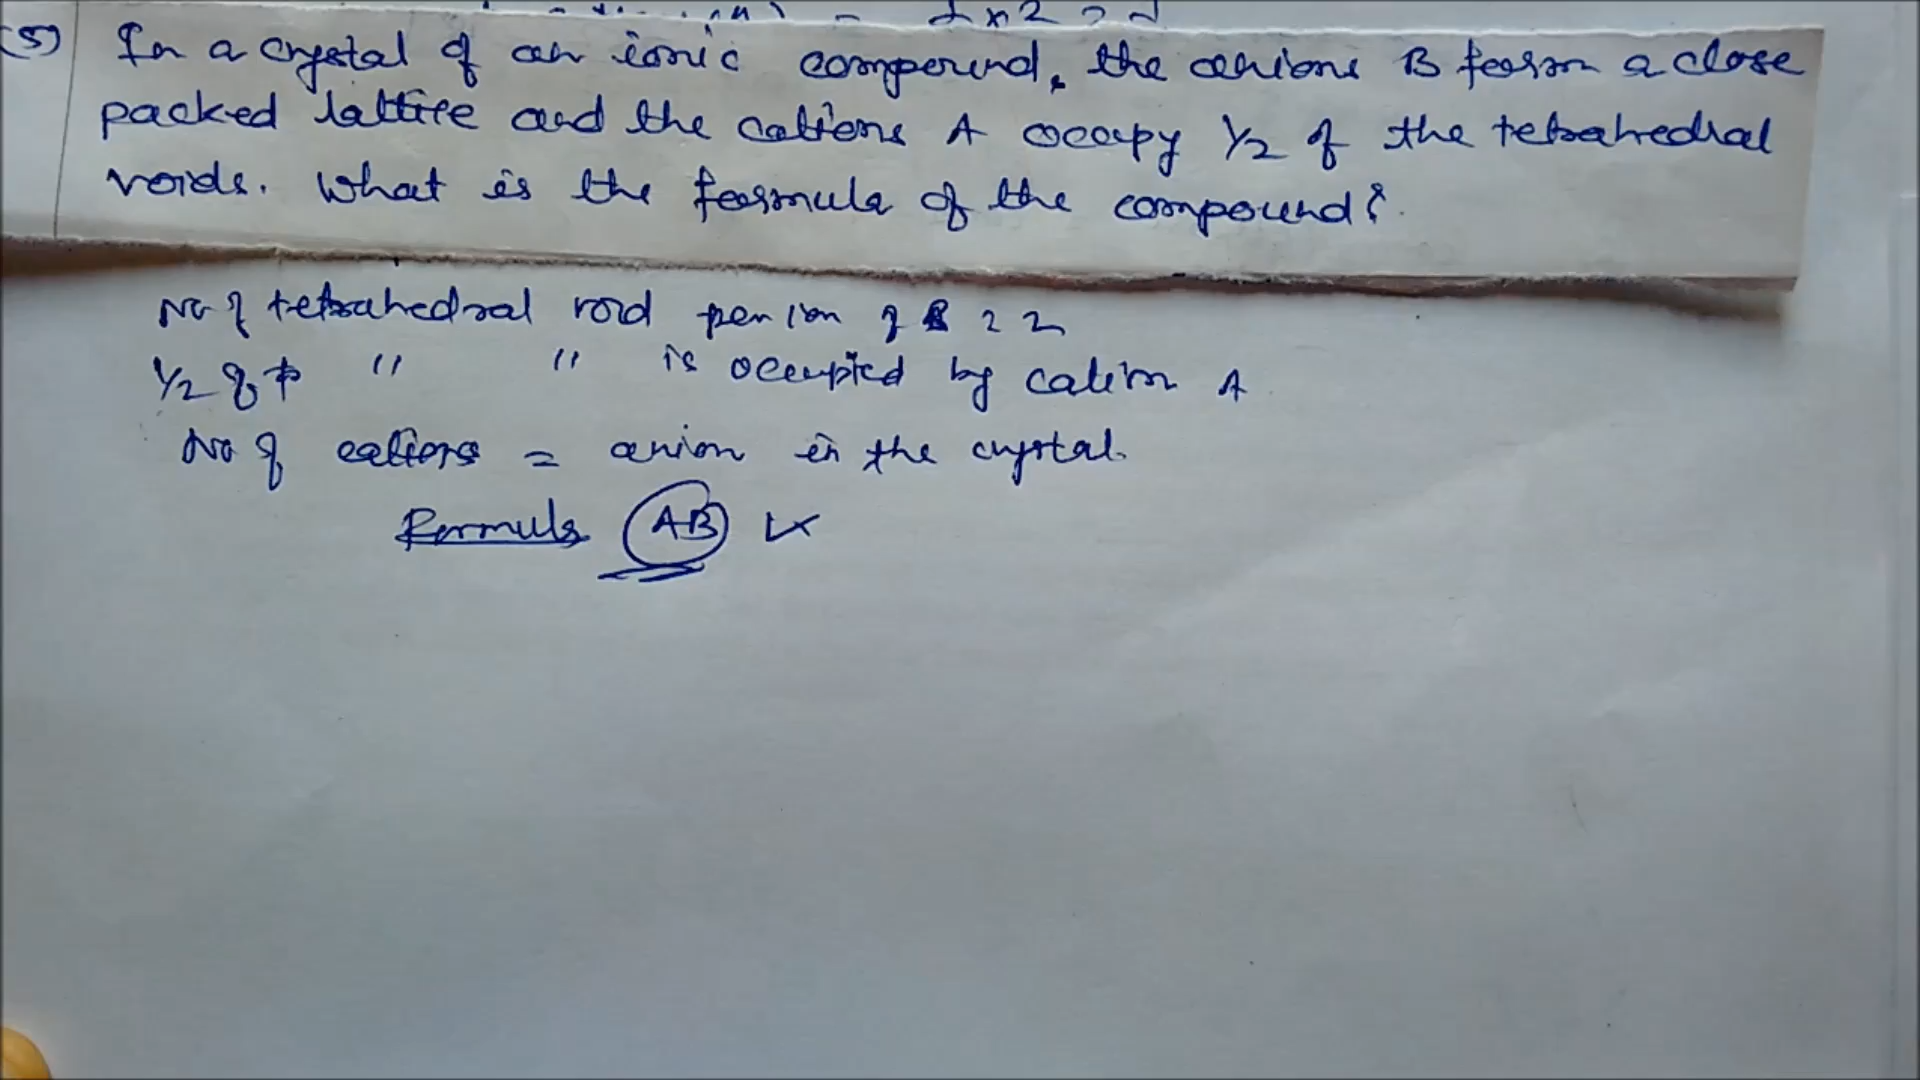 = 2x2 = 2
(5) In a crystal of an ionic compound, the anions B form a close
packed lattice and the cations A occupy 1/2 of the tetrahedral
voids. What is the formula of the compound?
No of tetrahedral void per ion of B = 2
1/2 of " " is occupied by cation A
No of cations = anion in the crystal.
Formula AB